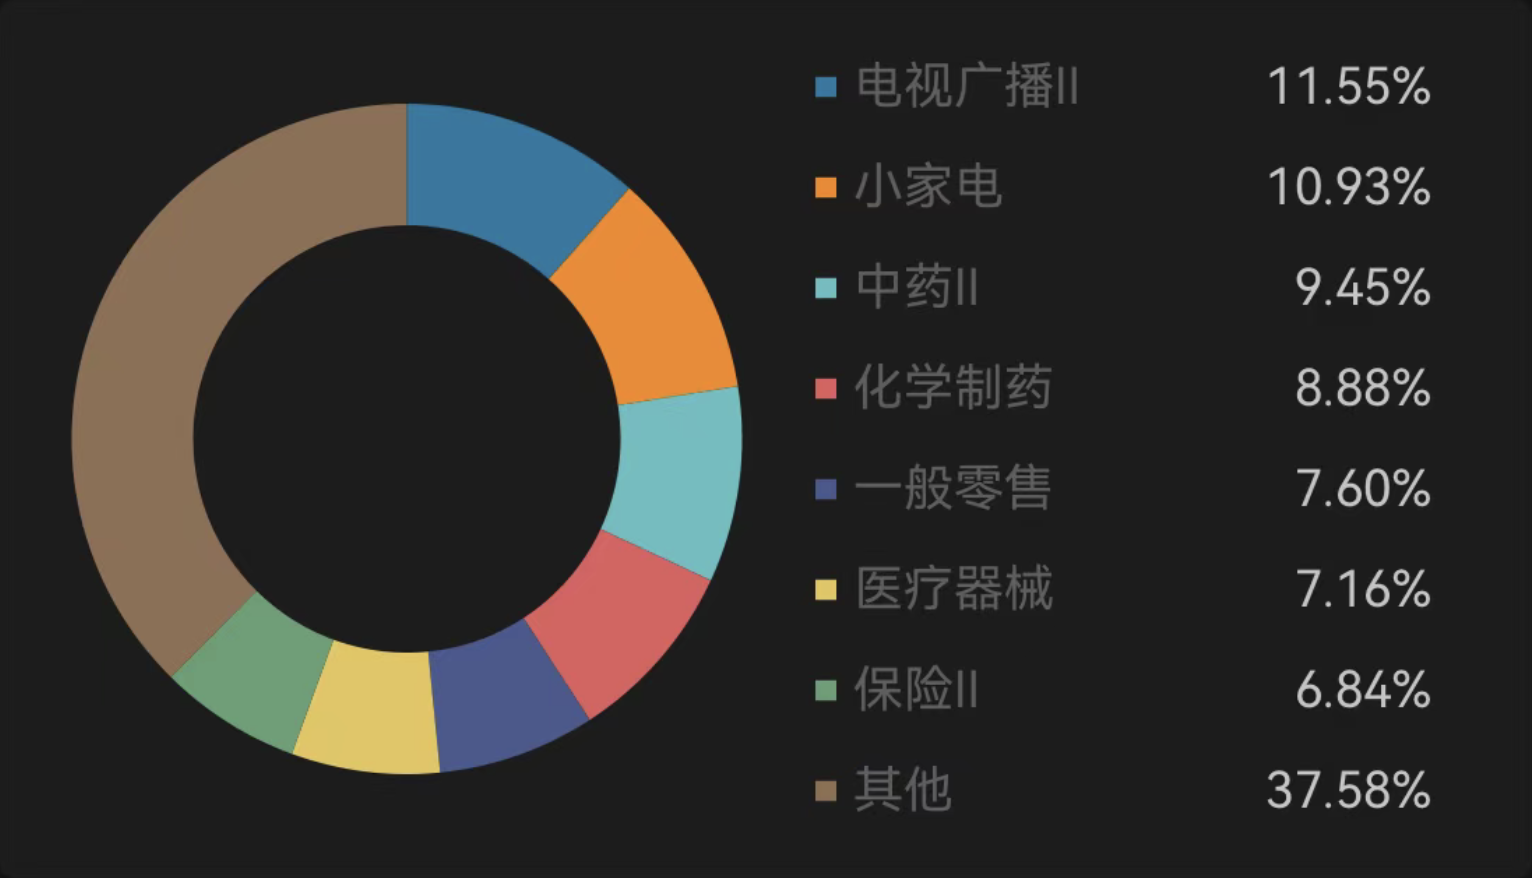 电视广播II 11.55%
小家电 10.93%
中药II 9.45%
化学制药 8.88%
一般零售 7.60%
医疗器械 7.16%
保险II 6.84%
其他 37.58%